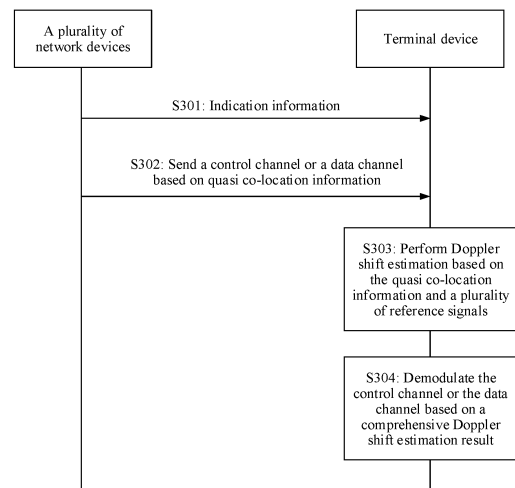 A plurality of
network devices
Terminal device
S301: Indication information
S302: Send a control channel or a data channel
based on quasi co-location information
S303: Perform Doppler
shift estimation based on
the quasi co-location
information and a plurality
of reference signals
S304: Demodulate the
control channel or the data
channel based on a
comprehensive Doppler
shift estimation result